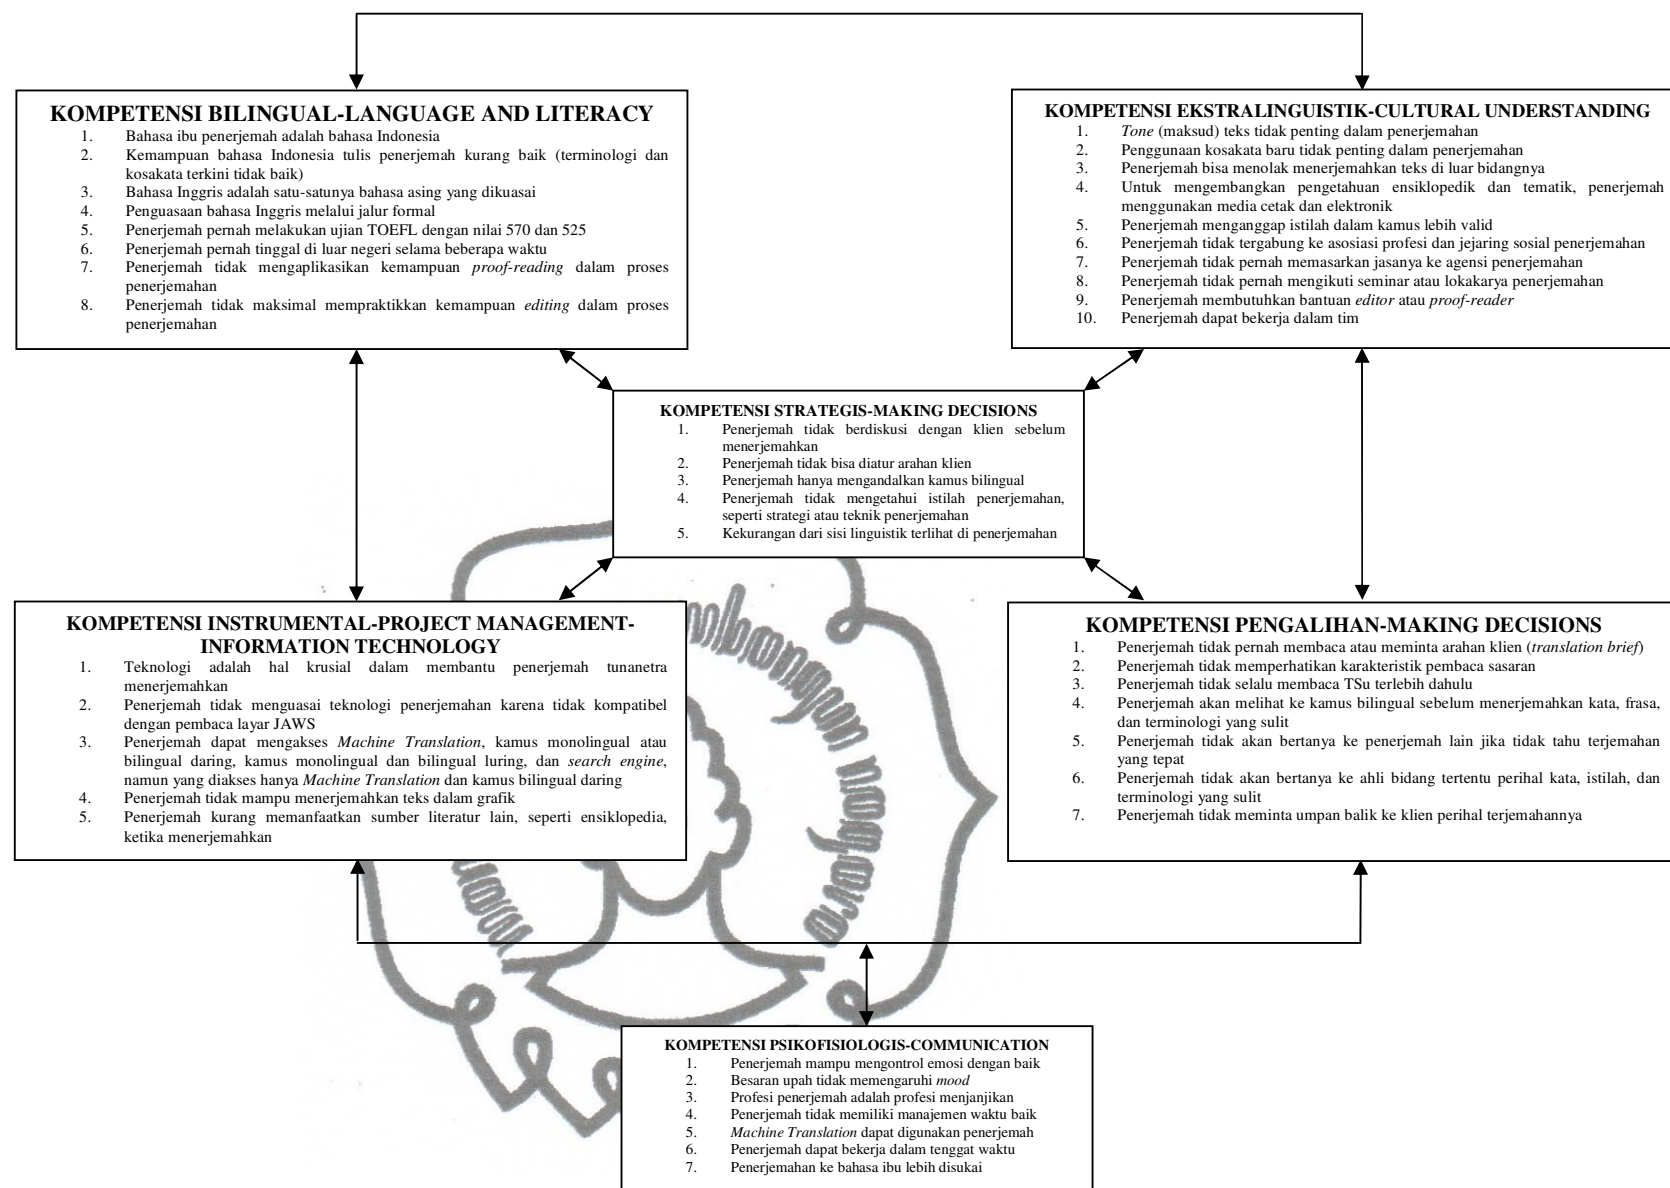 KOMPETENSI BILINGUAL-LANGUAGE AND LITERACY
1. Bahasa ibu penerjemah adalah bahasa Indonesia
2. Kemampuan bahasa Indonesia tulis penerjemah kurang baik (terminologi dan
kosakata terkini tidak baik)
3. Bahasa Inggris adalah satu-satunya bahasa asing yang dikuasai
4. Penguasaan bahasa Inggris melalui jalur formal
5. Penerjemah pernah melakukan ujian TOEFL dengan nilai 570 dan 525
6. Penerjemah pernah tinggal di luar negeri selama beberapa waktu
7. Penerjemah tidak mengaplikasikan kemampuan proof-reading dalam proses
penerjemahan
8. Penerjemah tidak maksimal mempraktikkan kemampuan editing dalam proses
penerjemahan
KOMPETENSI EKSTRALINGUISTIK-CULTURAL UNDERSTANDING
1. Tone (maksud) teks tidak penting dalam penerjemahan
2. Penggunaan kosakata baru tidak penting dalam penerjemahan
3. Penerjemah bisa menolak menerjemahkan teks di luar bidangnya
4. Untuk mengembangkan pengetahuan ensiklopedik dan tematik, penerjemah
menggunakan media cetak dan elektronik
5. Penerjemah menganggap istilah dalam kamus lebih valid
6. Penerjemah tidak tergabung ke asosiasi profesi dan jejaring sosial penerjemahan
7. Penerjemah tidak pernah memasarkan jasanya ke agensi penerjemahan
8. Penerjemah tidak pernah mengikuti seminar atau lokakarya penerjemahan
9. Penerjemah membutuhkan bantuan editor atau proof-reader
10. Penerjemah dapat bekerja dalam tim
KOMPETENSI STRATEGIS-MAKING DECISIONS
1. Penerjemah tidak berdiskusi dengan klien sebelum
menerjemahkan
2. Penerjemah tidak bisa diatur arahan klien
3. Penerjemah hanya mengandalkan kamus bilingual
4. Penerjemah tidak mengetahui istilah penerjemahan,
seperti strategi atau teknik penerjemahan
5. Kekurangan dari sisi linguistik terlihat di penerjemahan
KOMPETENSI INSTRUMENTAL-PROJECT MANAGEMENT-
INFORMATION TECHNOLOGY
1. Teknologi adalah hal krusial dalam membantu penerjemah tunanetra
menerjemahkan
2. Penerjemah tidak menguasai teknologi penerjemahan karena tidak kompatibel
dengan pembaca layar JAWS
3. Penerjemah dapat mengakses Machine Translation, kamus monolingual atau
bilingual daring, kamus monolingual dan bilingual luring, dan search engine,
namun yang diakses hanya Machine Translation dan kamus bilingual daring
4. Penerjemah tidak mampu menerjemahkan teks dalam grafik
5. Penerjemah kurang memanfaatkan sumber literatur lain, seperti ensiklopedia,
ketika menerjemahkan
KOMPETENSI PENGALIHAN-MAKING DECISIONS
1. Penerjemah tidak pernah membaca atau meminta arahan klien (translation brief)
2. Penerjemah tidak memperhatikan karakteristik pembaca sasaran
3. Penerjemah tidak selalu membaca TSu terlebih dahulu
4. Penerjemah akan melihat ke kamus bilingual sebelum menerjemahkan kata, frasa,
dan terminologi yang sulit
5. Penerjemah tidak akan bertanya ke penerjemah lain jika tidak tahu terjemahan
yang tepat
6. Penerjemah tidak akan bertanya ke ahli bidang tertentu perihal kata, istilah, dan
terminologi yang sulit
7. Penerjemah tidak meminta umpan balik ke klien perihal terjemahannya
KOMPETENSI PSIKOFISIOLOGIS-COMMUNICATION
1. Penerjemah mampu mengontrol emosi dengan baik
2. Besaran upah tidak memengaruhi mood
3. Profesi penerjemah adalah profesi menjanjikan
4. Penerjemah tidak memiliki manajemen waktu baik
5. Machine Translation dapat digunakan penerjemah
6. Penerjemah dapat bekerja dalam tenggat waktu
7. Penerjemahan ke bahasa ibu lebih disukai